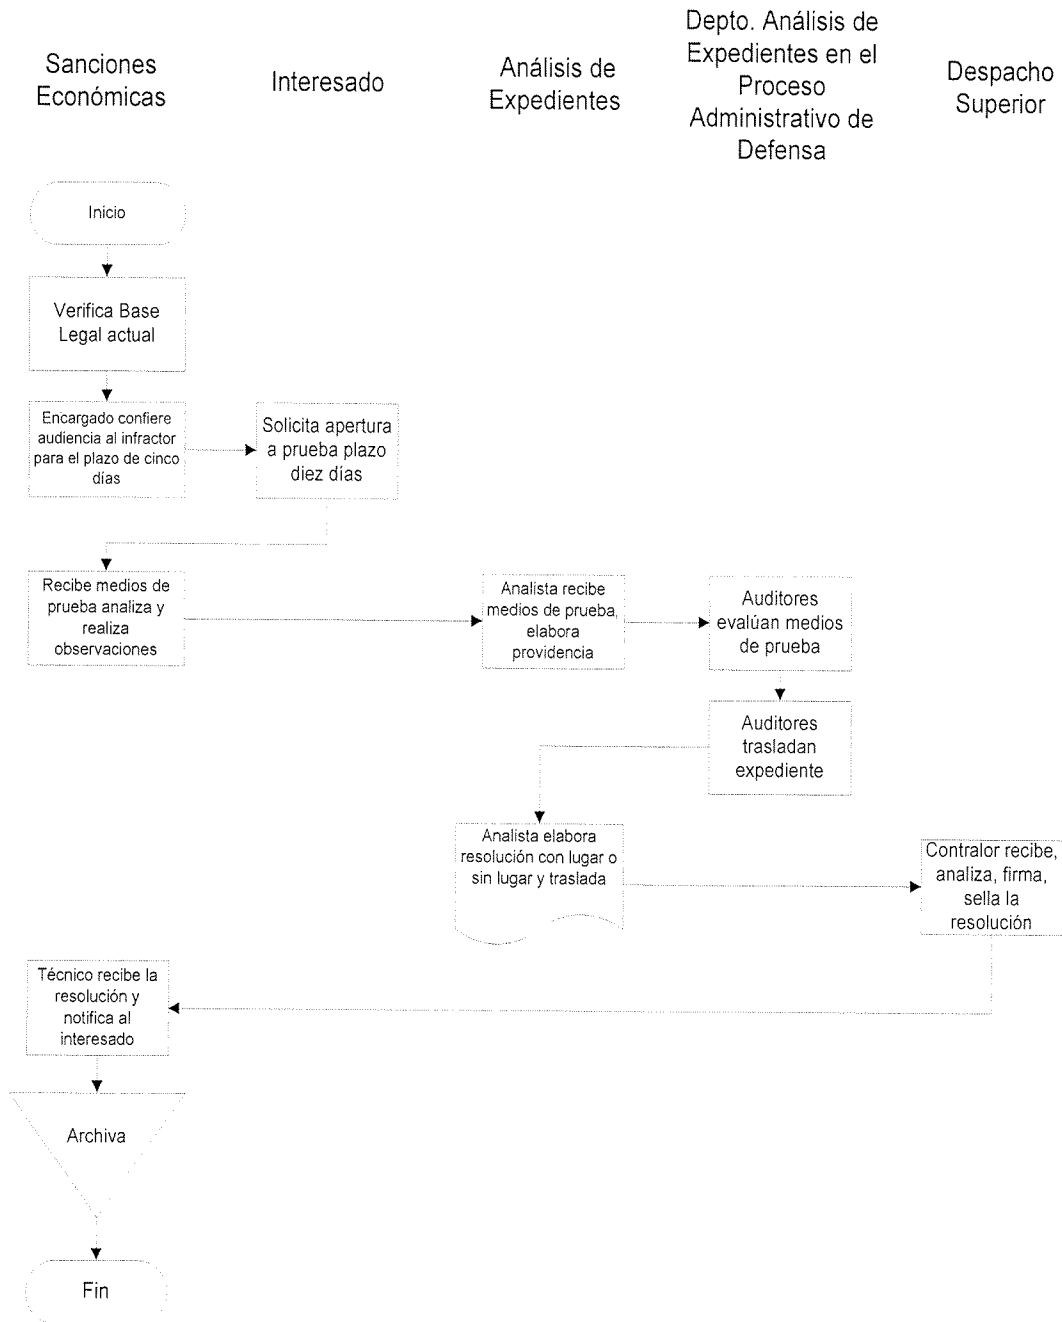 Sanciones
Económicas
Interesado
Análisis de
Expedientes
Depto. Análisis de
Expedientes en el
Proceso
Administrativo de
Defensa
Despacho
Superior
Inicio
Verifica Base
Legal actual
Encargado confiere
audiencia al infractor
para el plazo de cinco
días
Solicita apertura
a prueba plazo
diez días
Recibe medios de
prueba analiza y
realiza
observaciones
Analista recibe
medios de prueba,
elabora
providencia
Auditores
evalúan medios
de prueba
Auditores
trasladan
expediente
Analista elabora
resolución con lugar o
sin lugar y traslada
Contralor recibe,
analiza, firma,
sella la
resolución
Técnico recibe la
resolución y
notifica al
interesado
Archiva
Fin